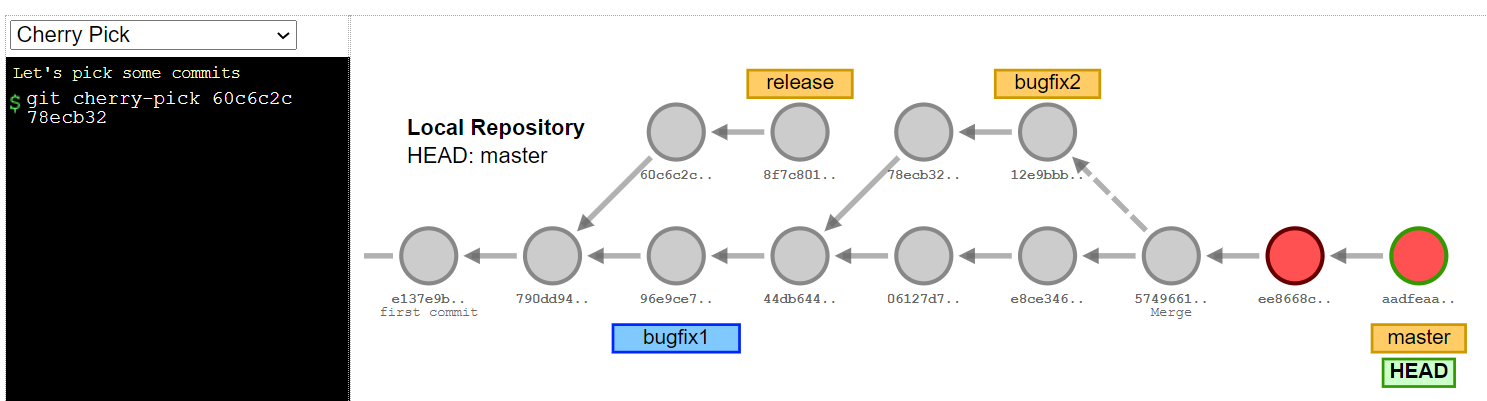 Cherry Pick
Let's pick some commits
$ git cherry-pick 60c6c2c
78ecb32
release
bugfix2
Local Repository
HEAD: master
60c6c2c..
8f7c801..
78ecb32..
12e9bbb..
e137e9b..
790dd94..
96e9ce7..
44db644..
06127d7..
e8ce346..
5749661..
ee8668c..
aadfeaa..
first commit
Merge
bugfix1
master
HEAD